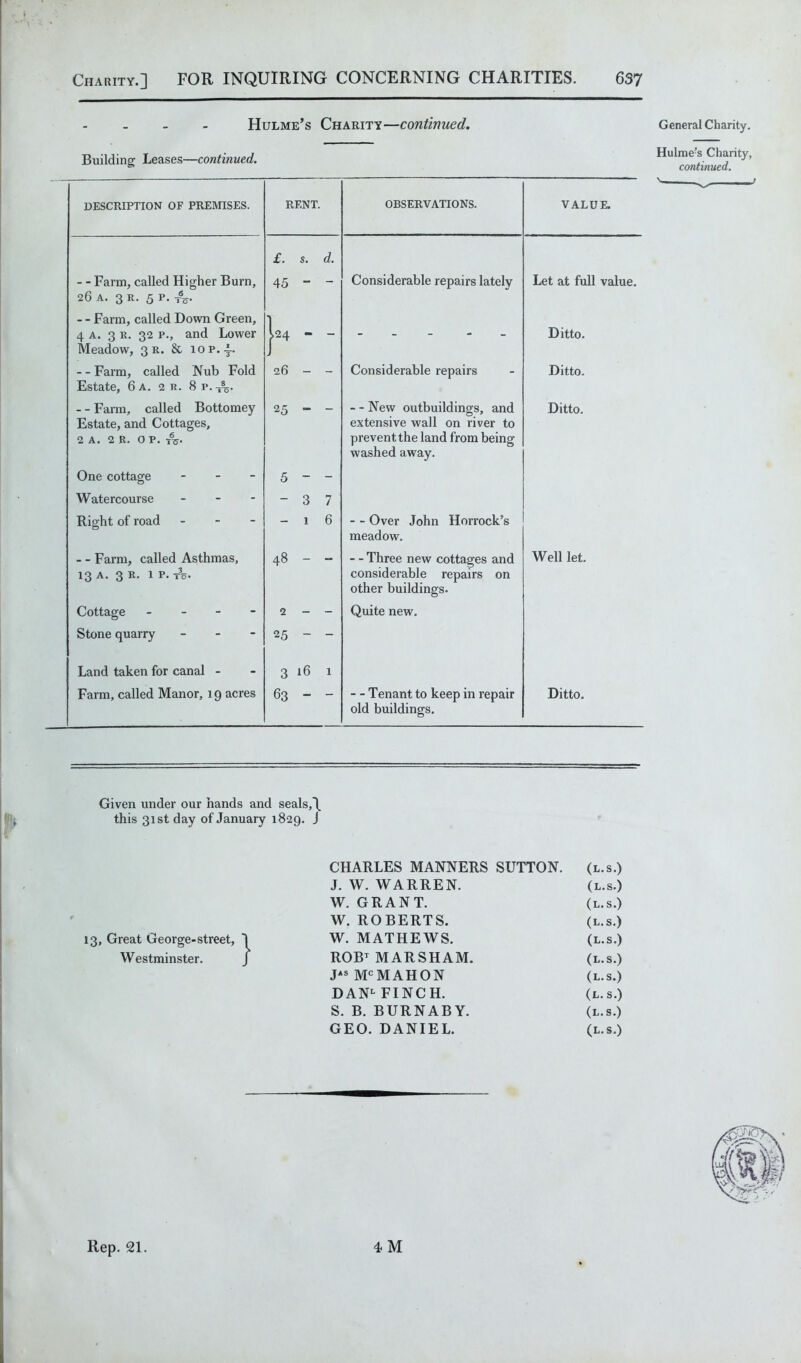 CHARITY.] FOR INQUIRING CONCERNING CHARITIES. 637
- - - - HULME'S CHARITY—continued.
General Charity.
Hulme's Charity,
continued.
Building Leases—continued.
DESCRIPTION OF PREMISES. RENT. OBSERVATIONS. VALUE.
£. s. d.
- - Farm, called Higher Burn, 45 - - Considerable repairs lately Let at full value.
26 A. 3 R. 5 P. 6/10.
- - Farm, called Down Green,
4 A. 3 R. 32 P., and Lower }24 - - - - - - - Ditto.
Meadow, 3 R. & 10 P.
- - Farm, called Nub Fold 26 - - Considerable repairs - Ditto.
Estate, 6 A. 2 R. 8 P. 8/10.
- - Farm, called Bottomey 25 - - - - New outbuildings, and Ditto.
Estate, and Cottages, extensive wall on river to
2 A. 2 R. 0 P. 6/10. prevent the land from being
washed away.
One cottage - - - 5 - -
Watercourse - - - - 3 7
Right of road - - - - 1 6 - - Over John Horrock's
meadow.
- - Farm, called Asthmas, 48 - - - - Three new cottages and Well let.
13 A. 3 R. 1 P. 3/10. considerable repairs on
other buildings.
Cottage - - - - 2 - - Quite new.
Stone quarry - - - 25 - -
Land taken for canal - - 3 16 1
Farm, called Manor, 19 acres 63 - - - - Tenant to keep in repair Ditto.
old buildings.
Given under our hands and seals,}
this 31st day of January 1829. }
CHARLES MANNERS SUTTON. (L.S.)
J. W. WARREN. (L.S.)
W. GRANT. (L.S.)
W. ROBERTS. (L.S.)
13, Great George-street, } W. MATHEWS. (L.S.)
Westminster. } ROBT MARSHAM. (L.S.)
JAS McMAHON (L.S.)
DANL FINCH. (L.S.)
S. B. BURNABY. (L.S.)
GEO. DANIEL. (L.S.)
Rep. 21. 4 M